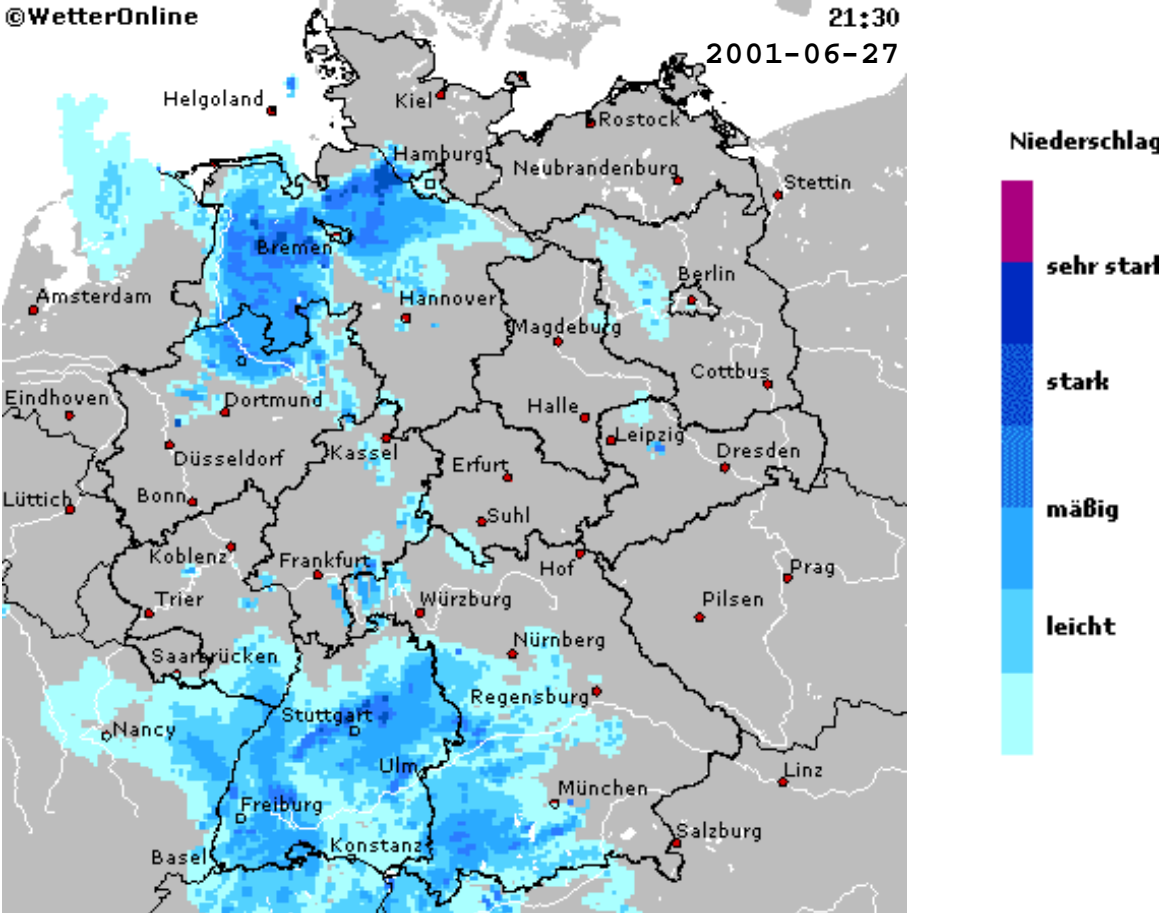 ©WetterOnline
21:30
2001-06-27
Helgoland
Kiel
Rostock
Hamburg
Neubrandenburg
Stettin
Bremen
Berlin
Amsterdam
Hannover
Magdeburg
Cottbus
Eindhoven
Dortmund
Halle
Leipzig
Düsseldorf
Kassel
Erfurt
Dresden
Lüttich
Bonn
Suhl
Koblenz
Frankfurt
Hof
Prag
Trier
Würzburg
Pilsen
Saarbrücken
Nürnberg
Regensburg
Nancy
Stuttgart
Ulm
Linz
Freiburg
München
Salzburg
Basel
Konstanz
Niederschlag
sehr stark
stark
mäßig
leicht